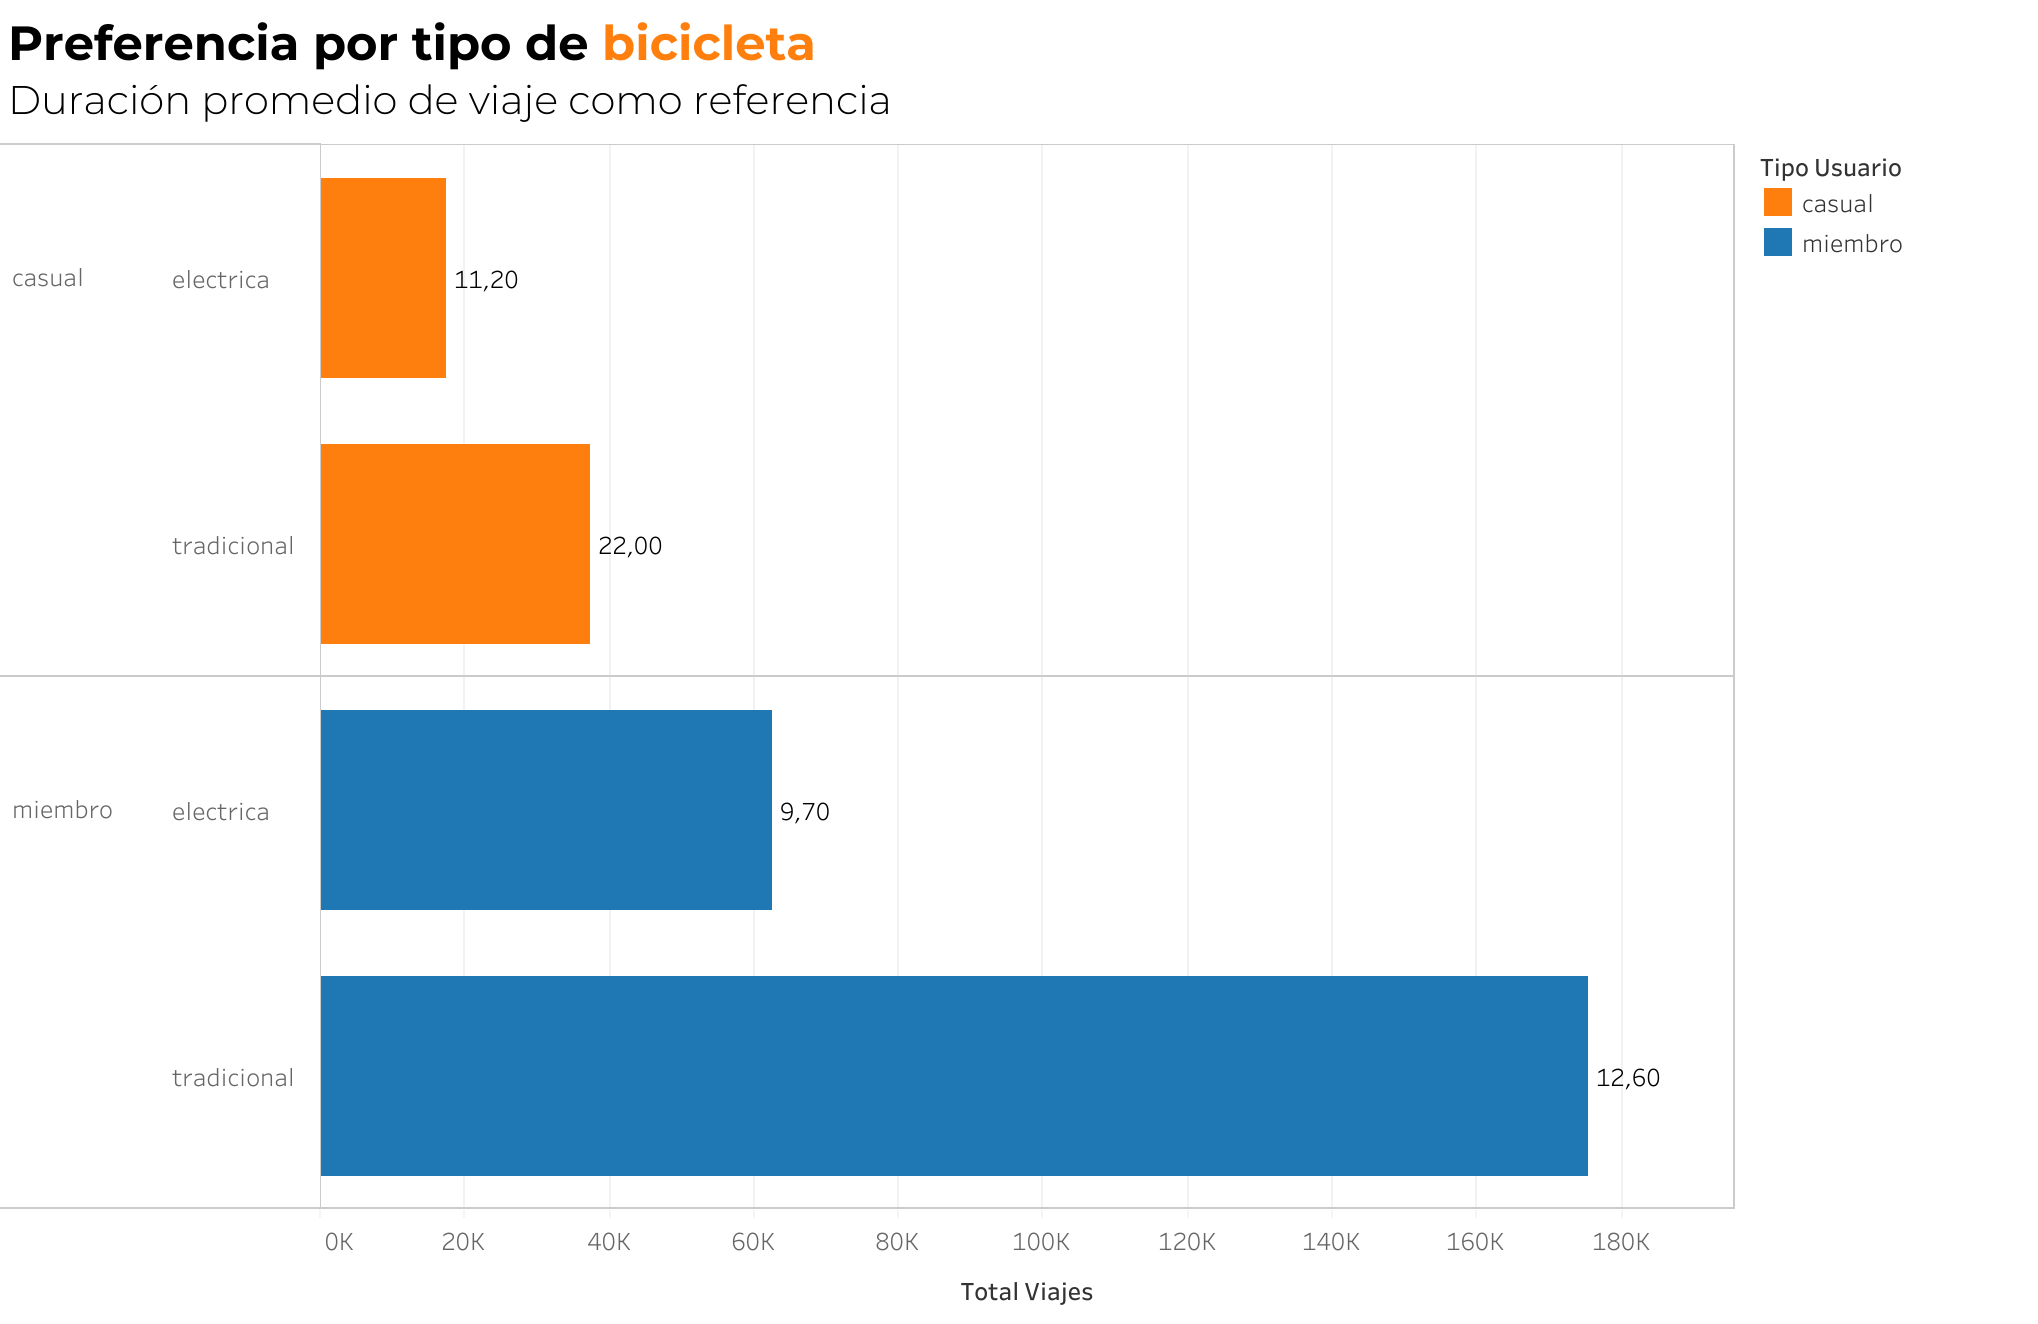 Preferencia por tipo de bicicleta
Duración promedio de viaje como referencia
Tipo Usuario
casual
miembro
casual electrica 11,20
tradicional 22,00
miembro electrica 9,70
tradicional 12,60
0K 20K 40K 60K 80K 100K 120K 140K 160K 180K
Total Viajes